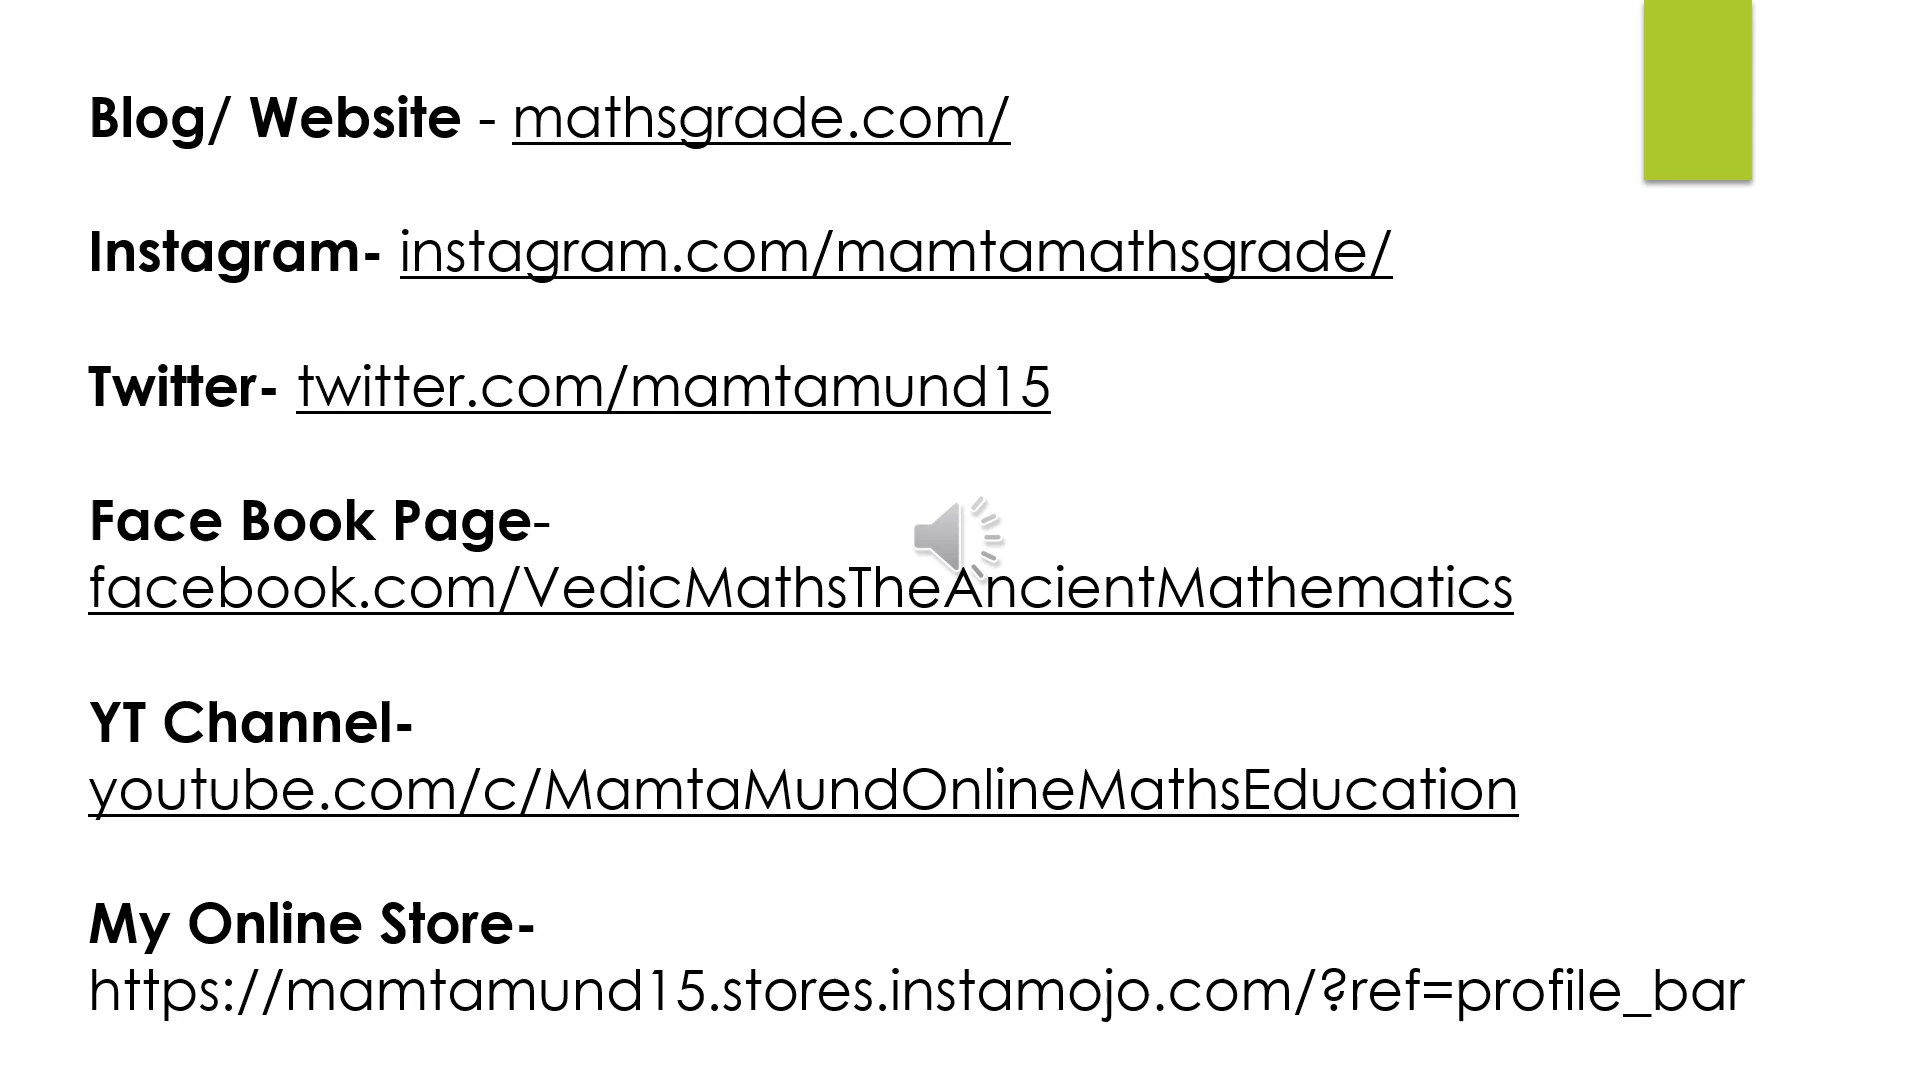 Blog/ Website - mathsgrade.com/
Instagram- instagram.com/mamtamathsgrade/
Twitter- twitter.com/mamtamund15
Face Book Page-
facebook.com/VedicMathsTheAncientMathematics
YT Channel-
youtube.com/c/MamtaMundOnlineMathsEducation
My Online Store-
https://mamtamund15.stores.instamojo.com/?ref=profile_bar